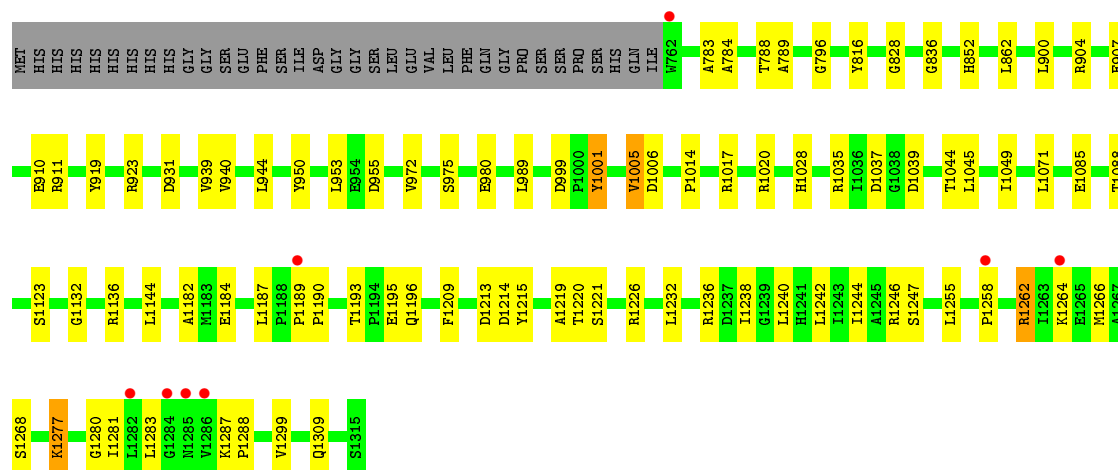 MET HIS HIS HIS HIS HIS HIS HIS HIS GLY GLY SER GLU PHE SER ILE ASP GLY GLY SER LEU GLU VAL LEU PHE GLN GLY PRO SER SER PRO SER HIS GLN ILE W762 A783 A784 T788 A789 G796 Y816 G828 G836 H852 L862 L900 R904
E910 R911 Y919 R923 D931 V939 V940 L944 Y950 L953 E954 D955 V972 S975 E980 L989 D999 P1000 Y1001 V1005 D1006 P1014 R1017 R1020 H1028 R1035 I1036 D1037 G1038 D1039 T1044 L1045 I1049 L1071 E1085
S1123 G1132 R1136 L1144 A1182 M1183 E1184 L1187 P1188 P1189 P1190 T1193 P1194 E1195 Q1196 F1209 D1213 D1214 Y1215 A1219 T1220 S1221 R1226 L1232 R1236 D1237 I1238 G1239 L1240 H1241 L1242 I1243 I1244 A1245 R1246 S1247 L1255 P1258 R1262 I1263 K1264 E1265 M1266 A1267
S1268 K1277 G1280 I1281 L1282 L1283 G1284 N1285 V1286 K1287 P1288 V1299 Q1309 S1315